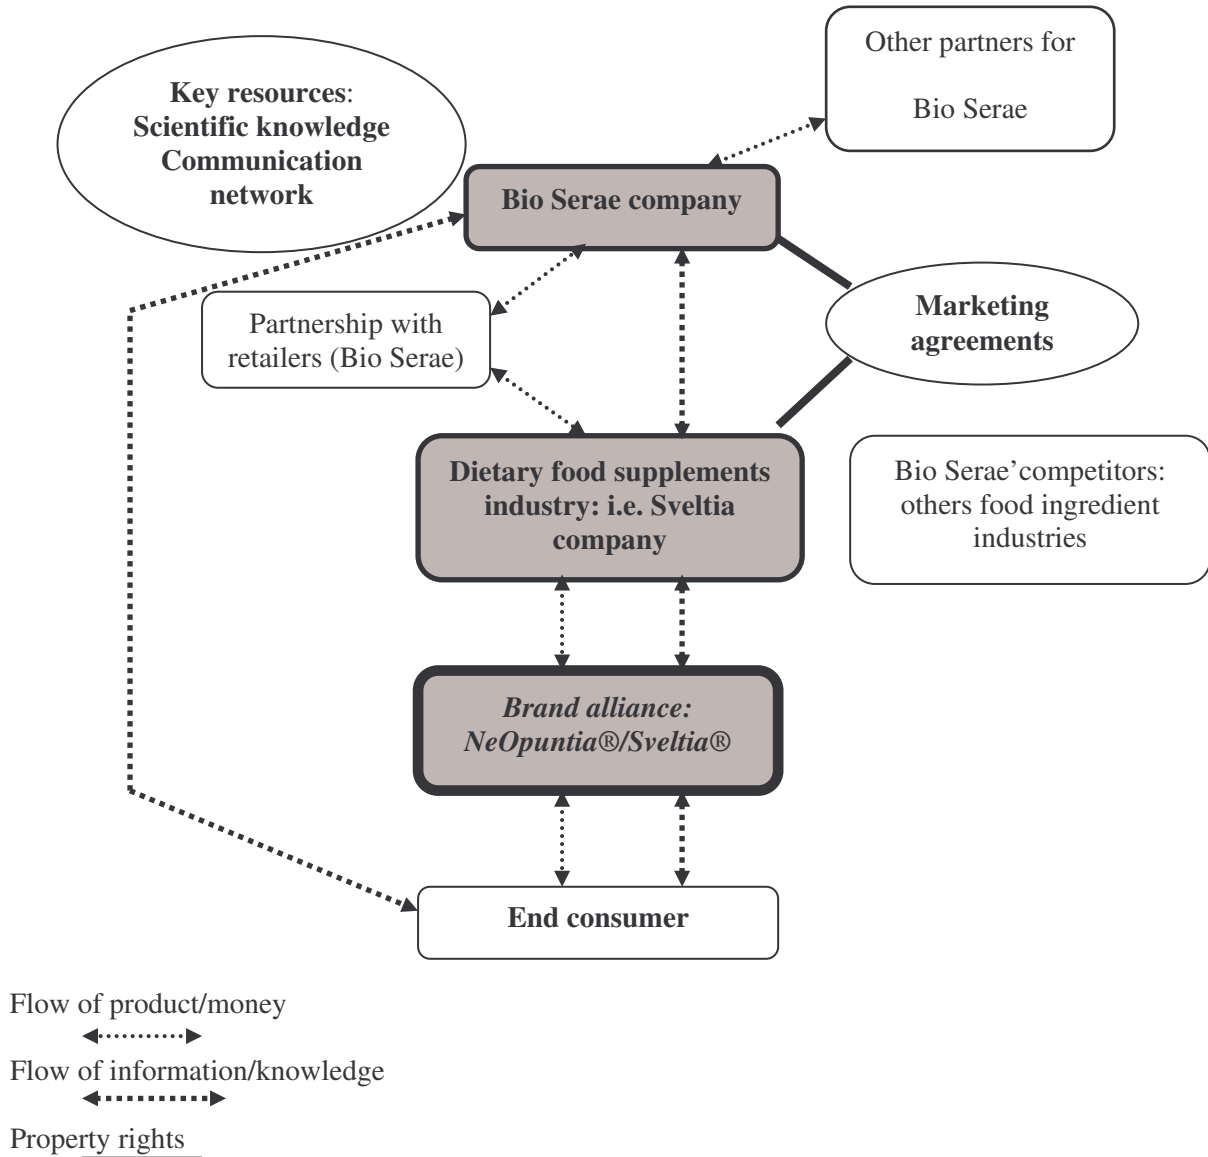 Other partners for
Bio Serae
Key resources:
Scientific knowledge
Communication
network
Bio Serae company
Partnership with
retailers (Bio Serae)
Marketing
agreements
Dietary food supplements
industry: i.e. Sveltia
company
Bio Serae’competitors:
others food ingredient
industries
Brand alliance:
NeOpuntia®/Sveltia®
End consumer
Flow of product/money
Flow of information/knowledge
Property rights